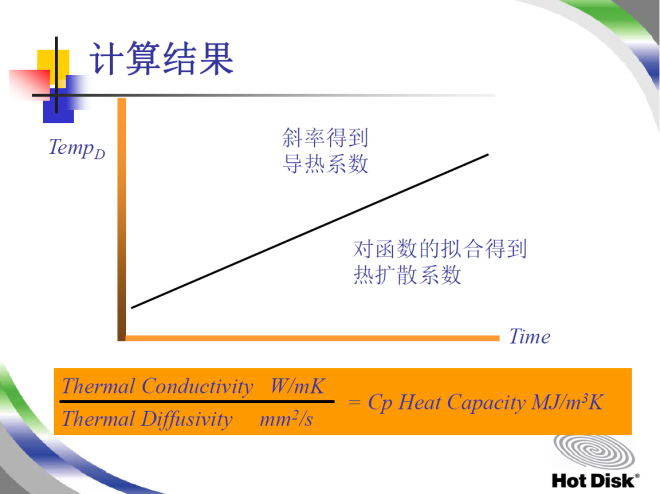 计算结果
Temp_D
斜率得到
导热系数
对函数的拟合得到
热扩散系数
Time
Thermal Conductivity W/mK
Thermal Diffusivity mm²/s
= Cp Heat Capacity MJ/m³K
Hot Disk®